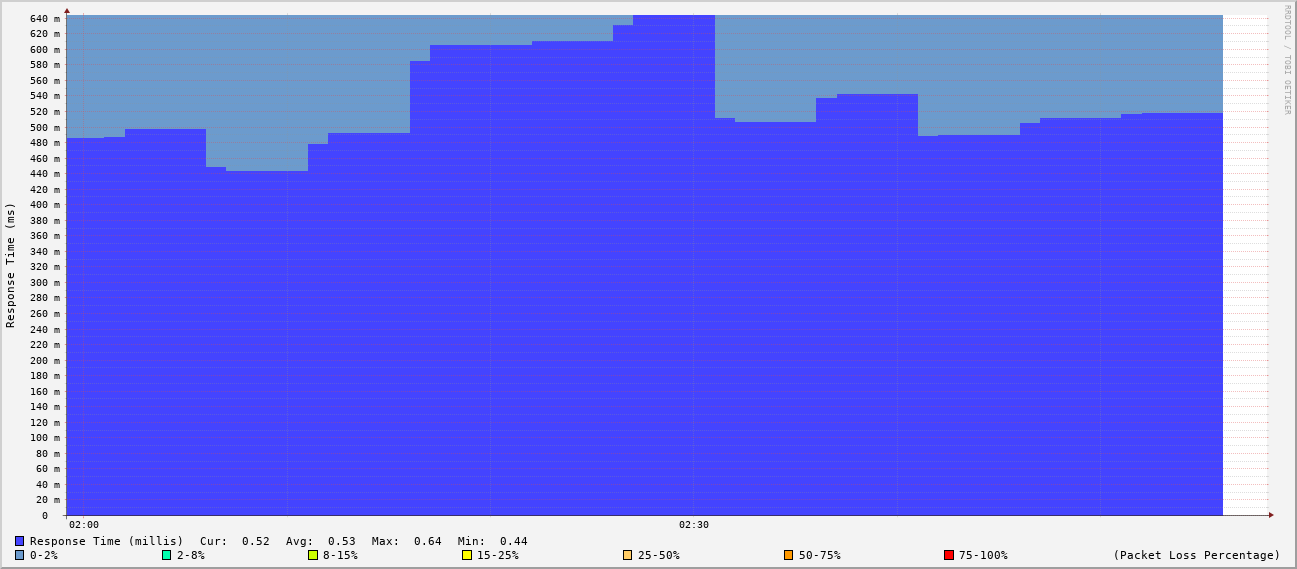 640 m
620 m
600 m
580 m
560 m
540 m
520 m
500 m
480 m
460 m
440 m
420 m
400 m
380 m
360 m
340 m
320 m
300 m
280 m
260 m
240 m
220 m
200 m
180 m
160 m
140 m
120 m
100 m
80 m
60 m
40 m
20 m
0
Response Time (ms)
RRDTOOL / TOBI OETIKER
02:00 02:30
Response Time (millis) Cur: 0.52 Avg: 0.53 Max: 0.64 Min: 0.44
0-2% 2-8% 8-15% 15-25% 25-50% 50-75% 75-100% (Packet Loss Percentage)